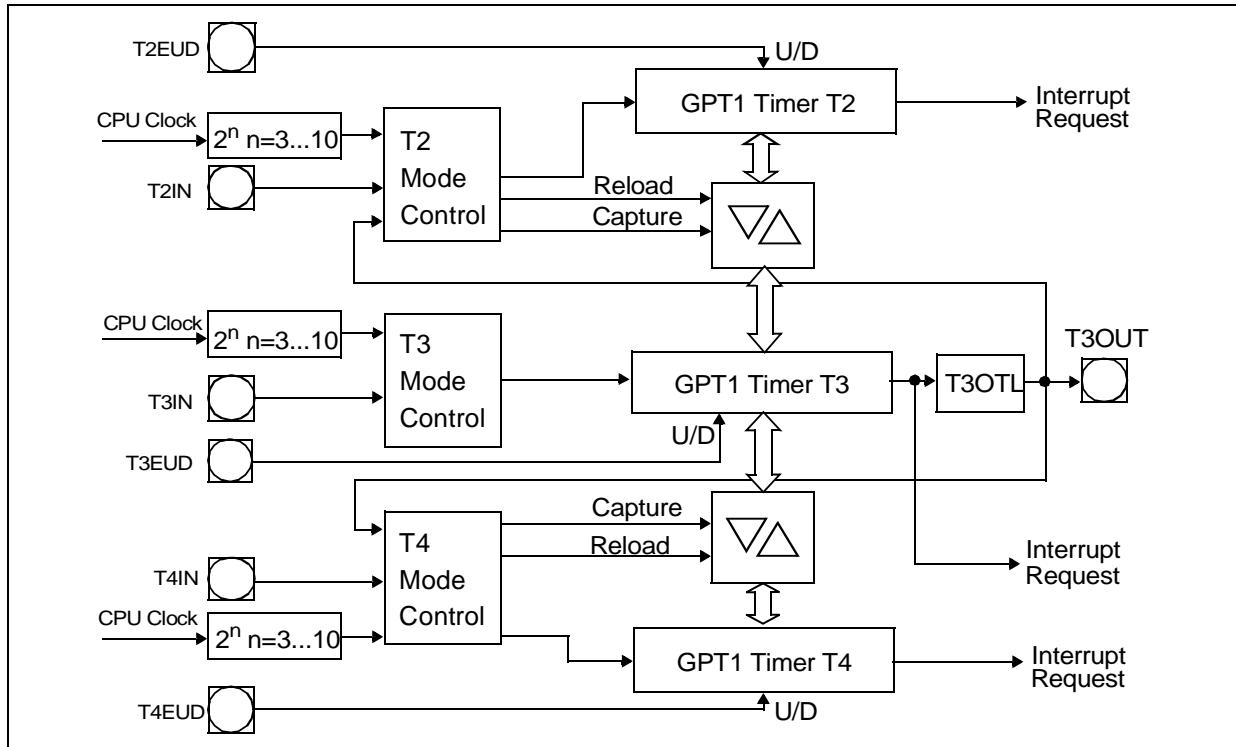 T2EUD
U/D
GPT1 Timer T2
Interrupt
Request
CPU Clock
2ⁿ n=3...10
T2
Mode
Control
T2IN
Reload
Capture
CPU Clock
2ⁿ n=3...10
T3
Mode
Control
T3OUT
GPT1 Timer T3
T3OTL
T3IN
U/D
T3EUD
Capture
T4
Mode
Control
Reload
Interrupt
Request
T4IN
CPU Clock
2ⁿ n=3...10
GPT1 Timer T4
Interrupt
Request
T4EUD
U/D